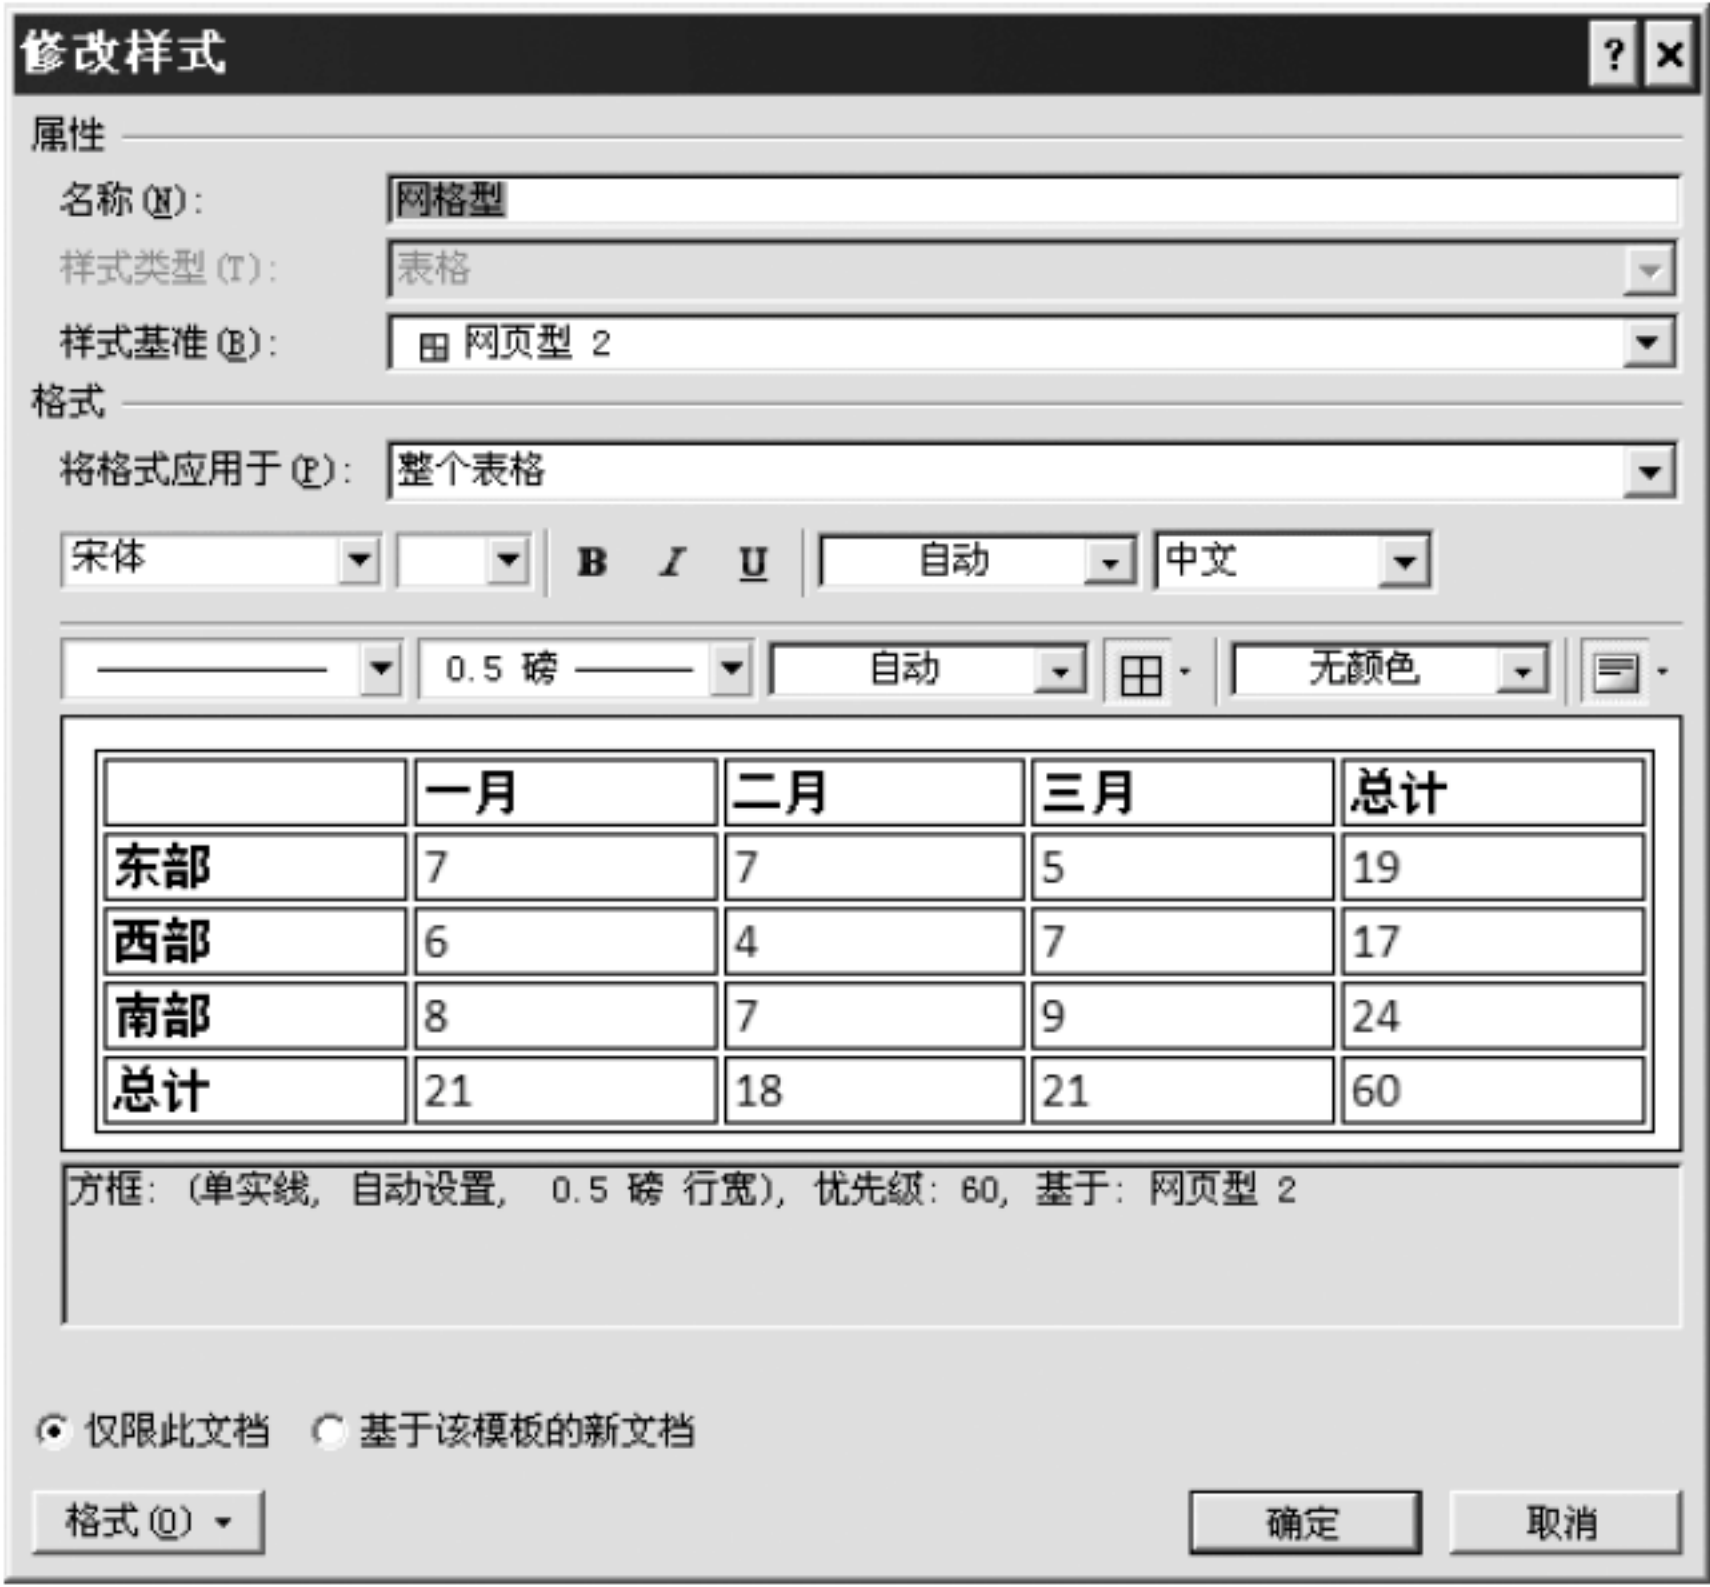 修改样式
属性
名称(N): 网格型
样式类型(T): 表格
样式基准(B): 网页型 2
格式
将格式应用于(P): 整个表格
宋体 B I U 自动 中文
0.5 磅 自动 无颜色
一月 二月 三月 总计
东部 7 7 5 19
西部 6 4 7 17
南部 8 7 9 24
总计 21 18 21 60
方框: (单实线, 自动设置, 0.5 磅 行宽), 优先级: 60, 基于: 网页型 2
仅限此文档 基于该模板的新文档
格式(O) 确定 取消